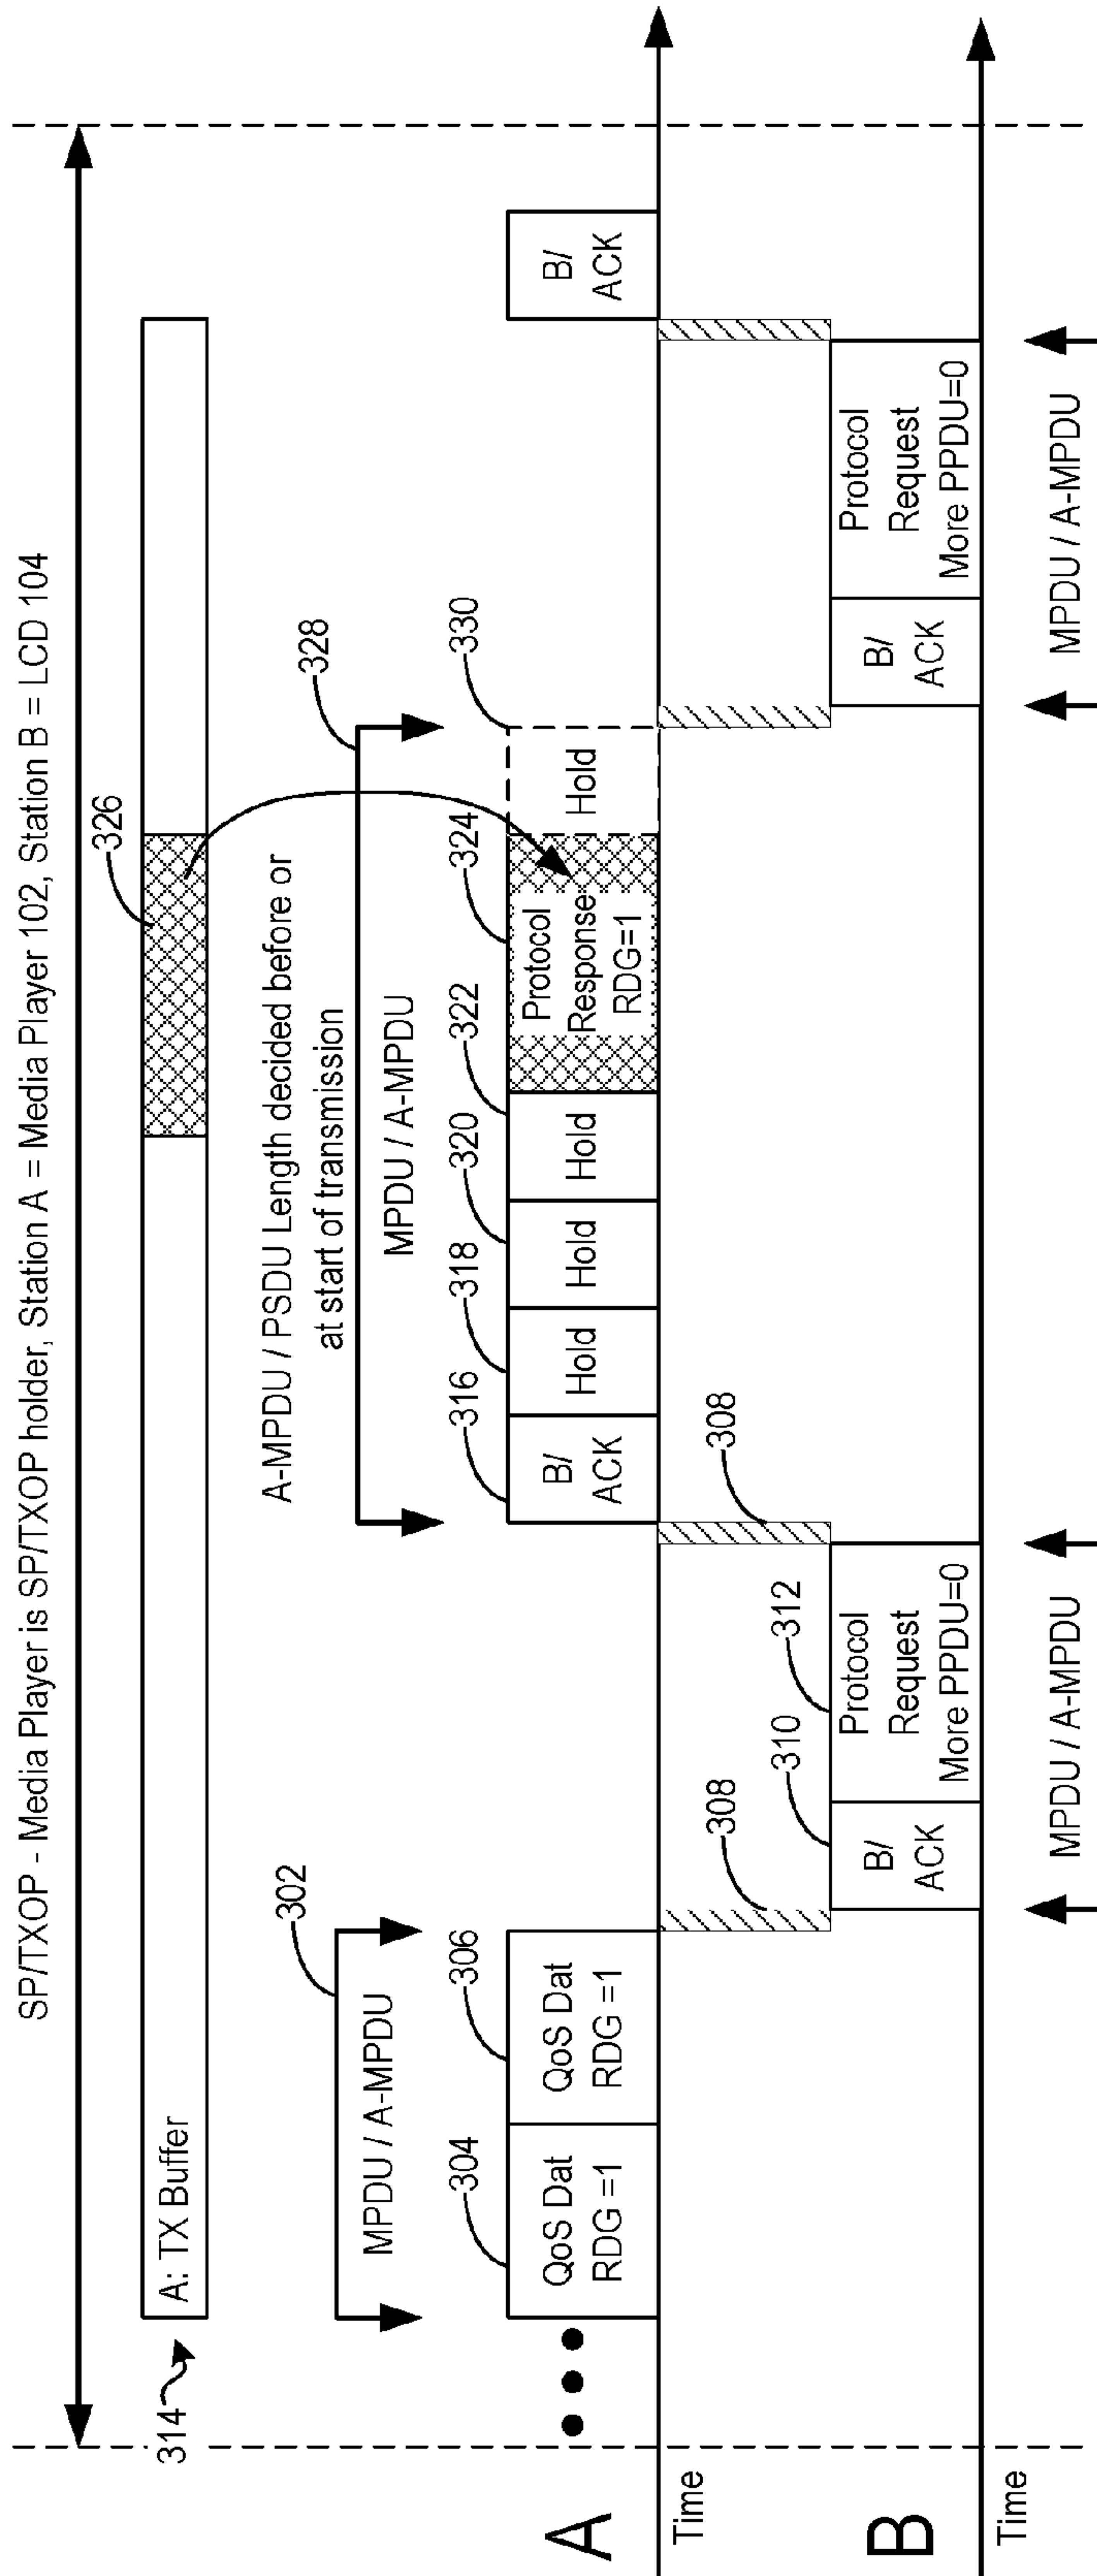 SP/TXOP - Media Player is SP/TXOP holder, Station A = Media Player 102, Station B = LCD 104
314
A: TX Buffer
326
302
MPDU / A-MPDU
A-MPDU / PSDU Length decided before or
at start of transmission
328
MPDU / A-MPDU
304
306
316
318
320
322
324
330
A
QoS Dat
RDG =1
QoS Dat
RDG =1
B/
ACK
Hold
Hold
Hold
Protocol
Response
RDG=1
Hold
B/
ACK
Time
308
308
310
312
B
B/
ACK
Protocol
Request
More PPDU=0
B/
ACK
Protocol
Request
More PPDU=0
Time
MPDU / A-MPDU
MPDU / A-MPDU